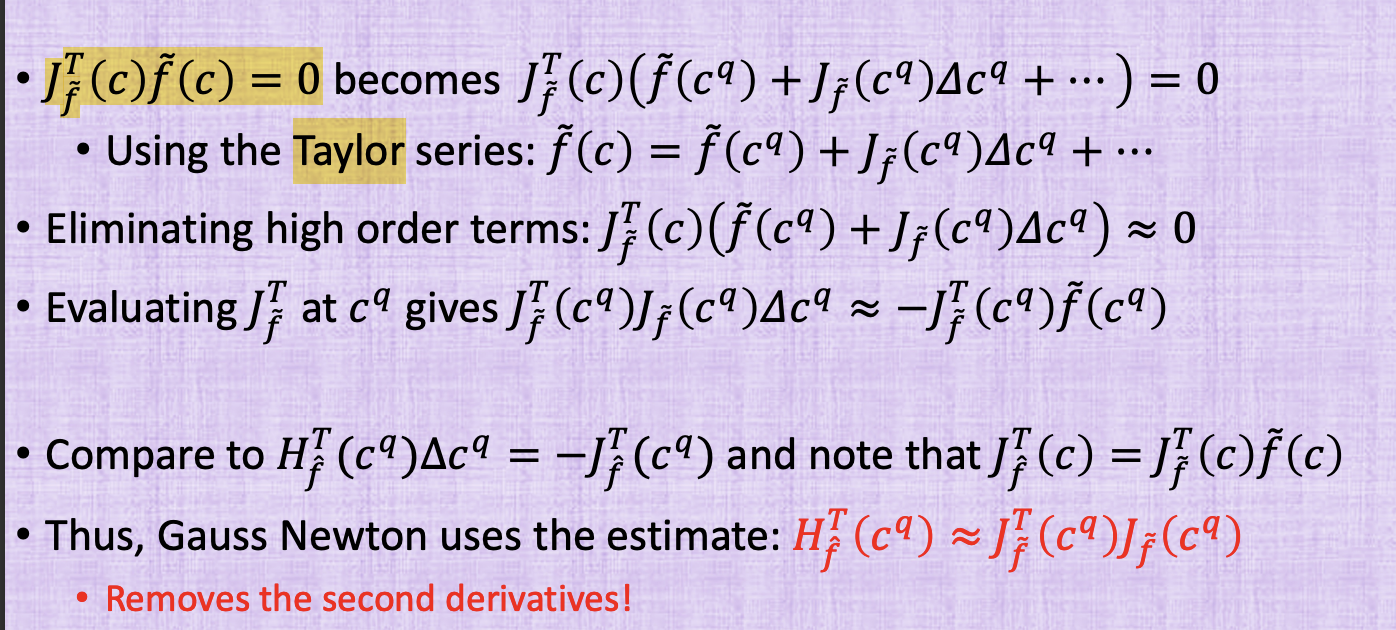 • $J_{\tilde{f}}^T(c)\tilde{f}(c) = 0$ becomes $J_{\tilde{f}}^T(c)\left(\tilde{f}(c^q) + J_{\tilde{f}}(c^q)\Delta c^q + \cdots\right) = 0$
• Using the Taylor series: $\tilde{f}(c) = \tilde{f}(c^q) + J_{\tilde{f}}(c^q)\Delta c^q + \cdots$
• Eliminating high order terms: $J_{\tilde{f}}^T(c)\left(\tilde{f}(c^q) + J_{\tilde{f}}(c^q)\Delta c^q\right) \approx 0$
• Evaluating $J_{\tilde{f}}^T$ at $c^q$ gives $J_{\tilde{f}}^T(c^q)J_{\tilde{f}}(c^q)\Delta c^q \approx -J_{\tilde{f}}^T(c^q)\tilde{f}(c^q)$
• Compare to $H_{\hat{f}}^T(c^q)\Delta c^q = -J_{\hat{f}}^T(c^q)$ and note that $J_{\hat{f}}^T(c) = J_{\tilde{f}}^T(c)\tilde{f}(c)$
• Thus, Gauss Newton uses the estimate: $H_{\hat{f}}^T(c^q) \approx J_{\tilde{f}}^T(c^q)J_{\tilde{f}}(c^q)$
• Removes the second derivatives!